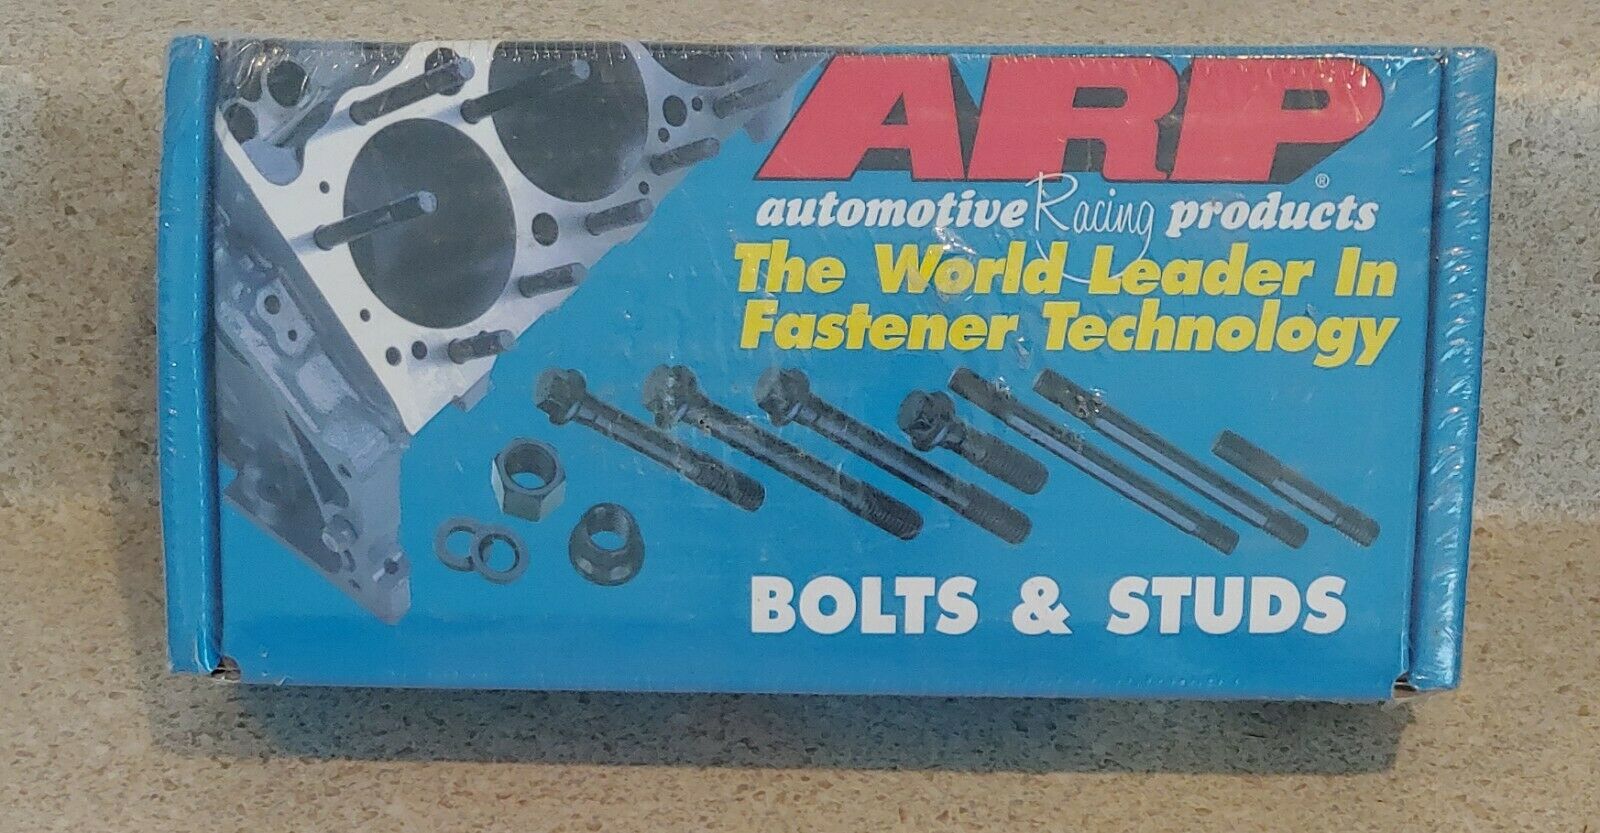 ARP®
automotive Racing products
The World Leader In
Fastener Technology
BOLTS & STUDS